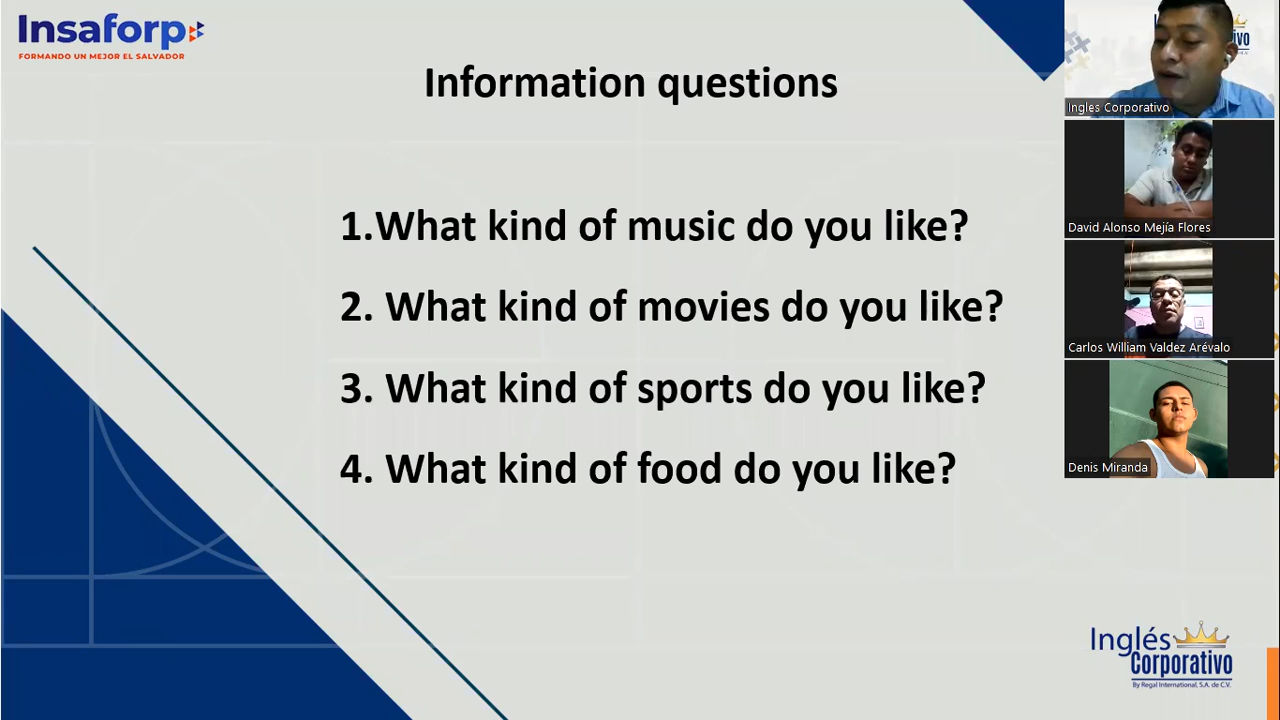 Insaforp
FORMANDO UN MEJOR EL SALVADOR
Information questions
1.What kind of music do you like?
2. What kind of movies do you like?
3. What kind of sports do you like?
4. What kind of food do you like?
Ingles Corporativo
David Alonso Mejía Flores
Carlos William Valdez Arévalo
Denis Miranda
Inglés
Corporativo
By Regal International, S.A. de C.V.